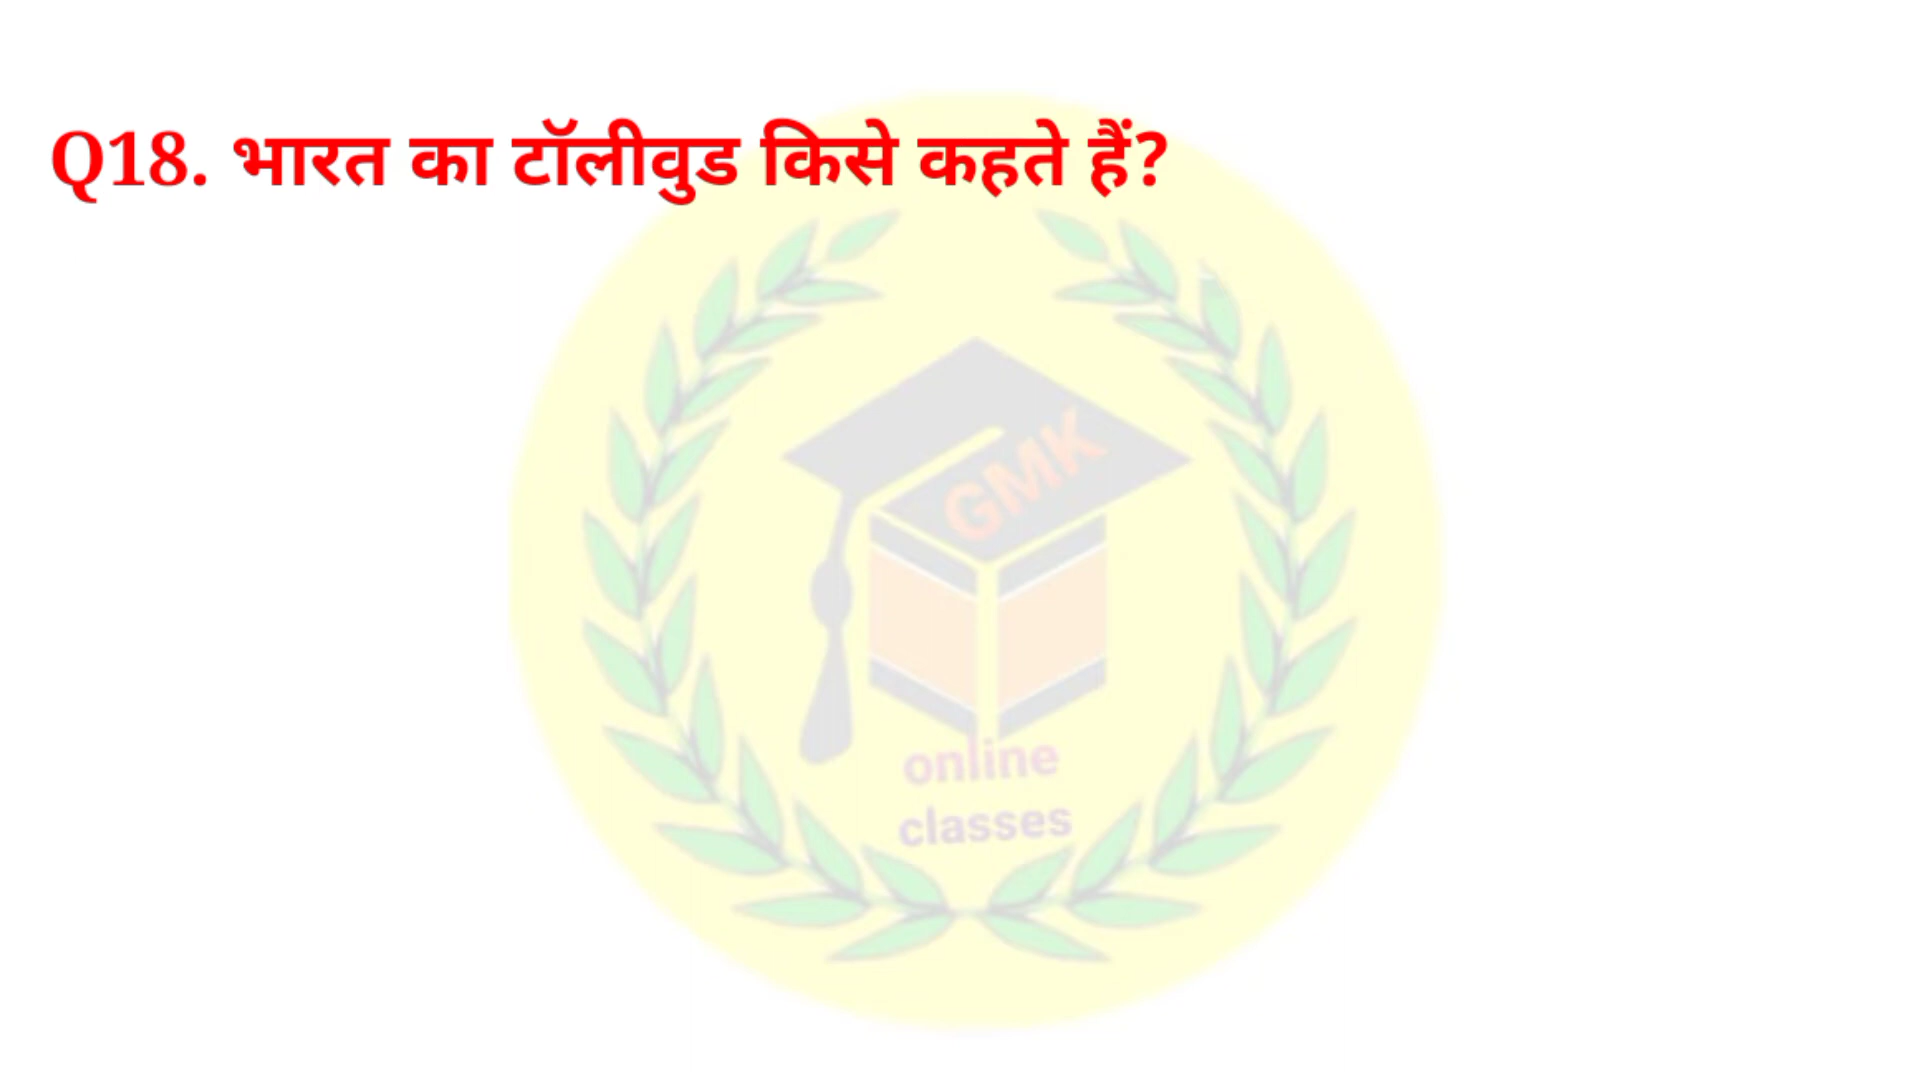 Q18. भारत का टॉलीवुड किसे कहते हैं?
GMK
online
classes